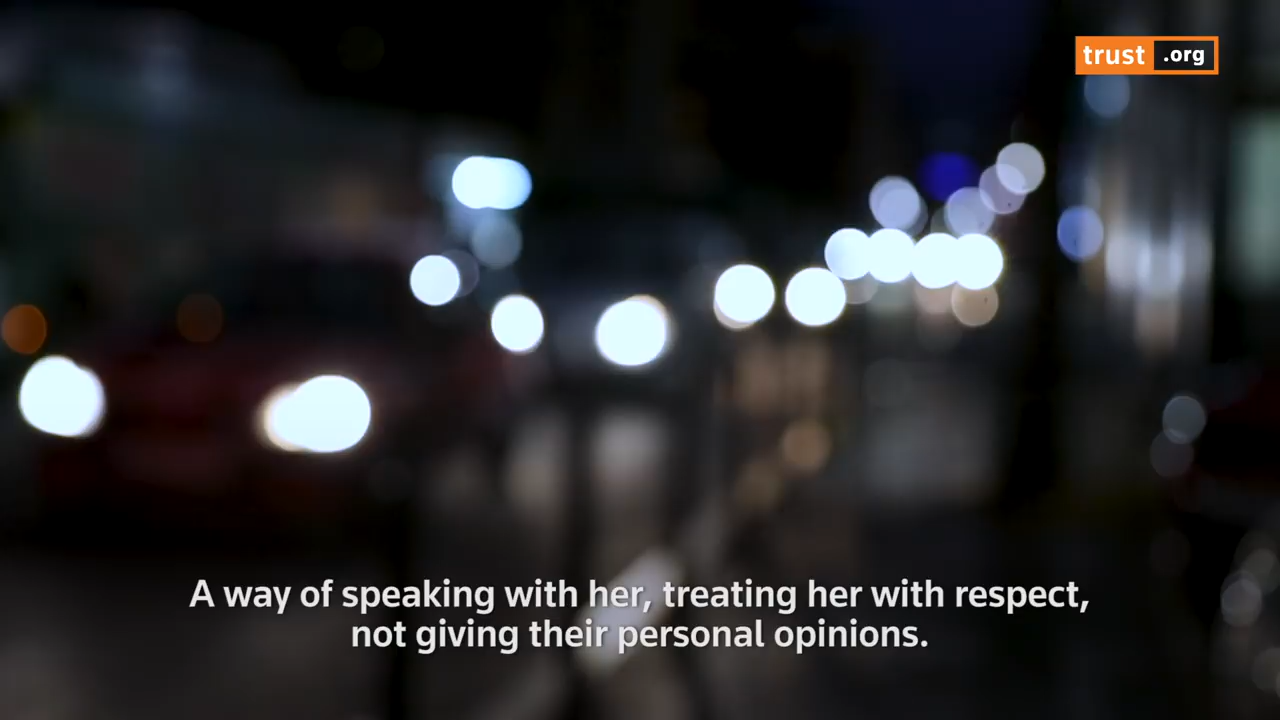 trust .org
A way of speaking with her, treating her with respect,
not giving their personal opinions.